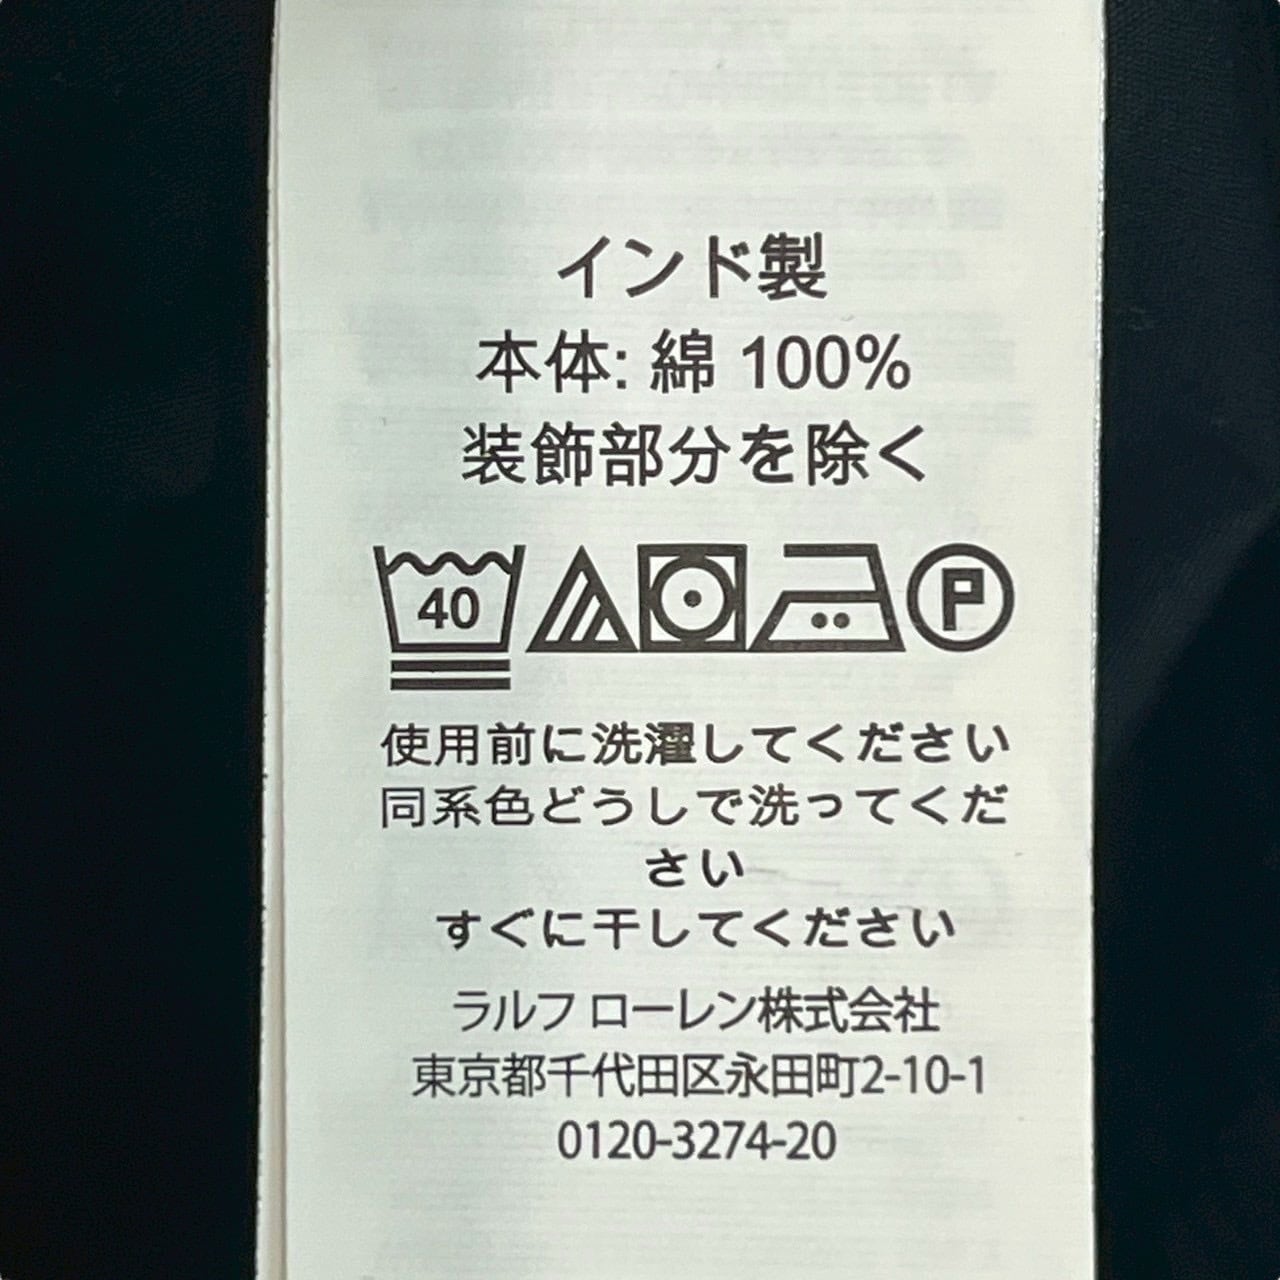 インド製
本体: 綿 100%
装飾部分を除く
40 P
使用前に洗濯してください
同系色どうしで洗ってくだ
さい
すぐに干してください
ラルフ ローレン株式会社
東京都千代田区永田町2-10-1
0120-3274-20